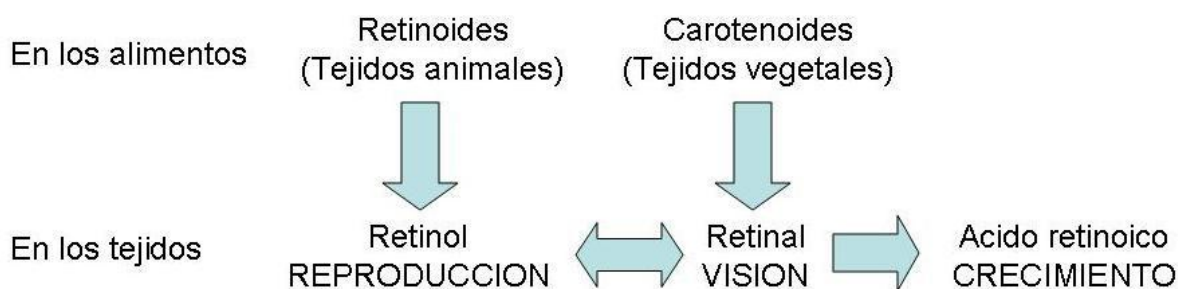 En los alimentos
Retinoides
(Tejidos animales)
Carotenoides
(Tejidos vegetales)
En los tejidos
Retinol
REPRODUCCION
Retinal
VISION
Acido retinoico
CRECIMIENTO